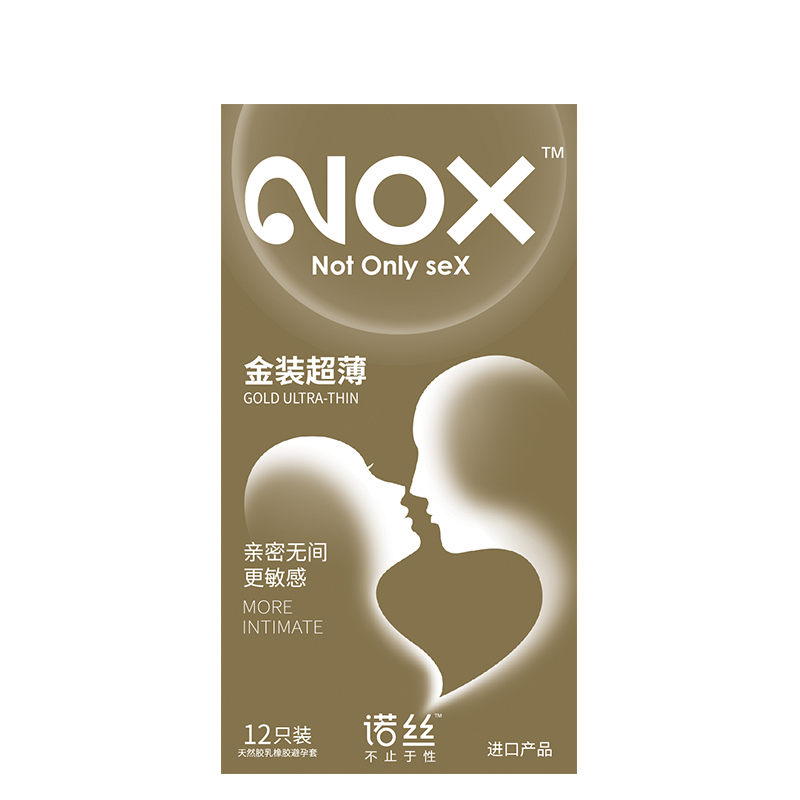 NOX™
Not Only seX
金装超薄
GOLD ULTRA-THIN
亲密无间
更敏感
MORE
INTIMATE
12只装
天然胶乳橡胶避孕套
诺丝™
不止于性
进口产品